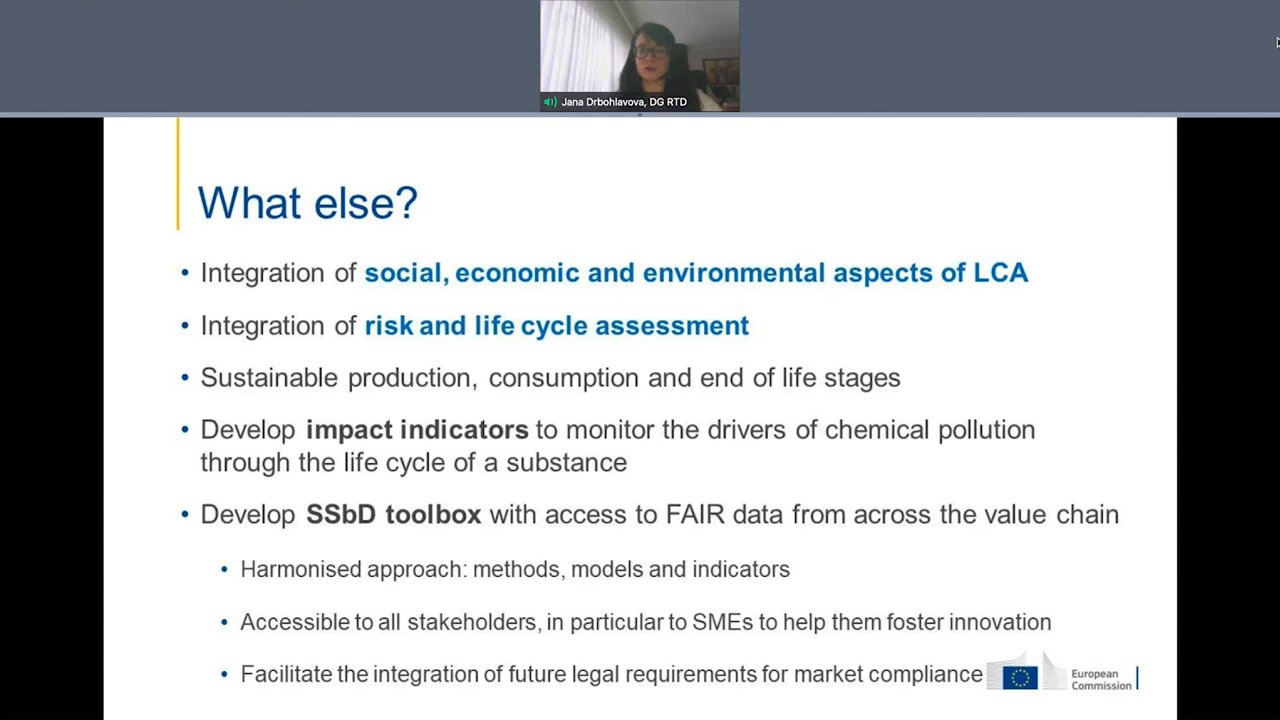 Jana Drbohlavova, DG RTD
What else?
• Integration of social, economic and environmental aspects of LCA
• Integration of risk and life cycle assessment
• Sustainable production, consumption and end of life stages
• Develop impact indicators to monitor the drivers of chemical pollution
through the life cycle of a substance
• Develop SSbD toolbox with access to FAIR data from across the value chain
• Harmonised approach: methods, models and indicators
• Accessible to all stakeholders, in particular to SMEs to help them foster innovation
• Facilitate the integration of future legal requirements for market compliance
European
Commission